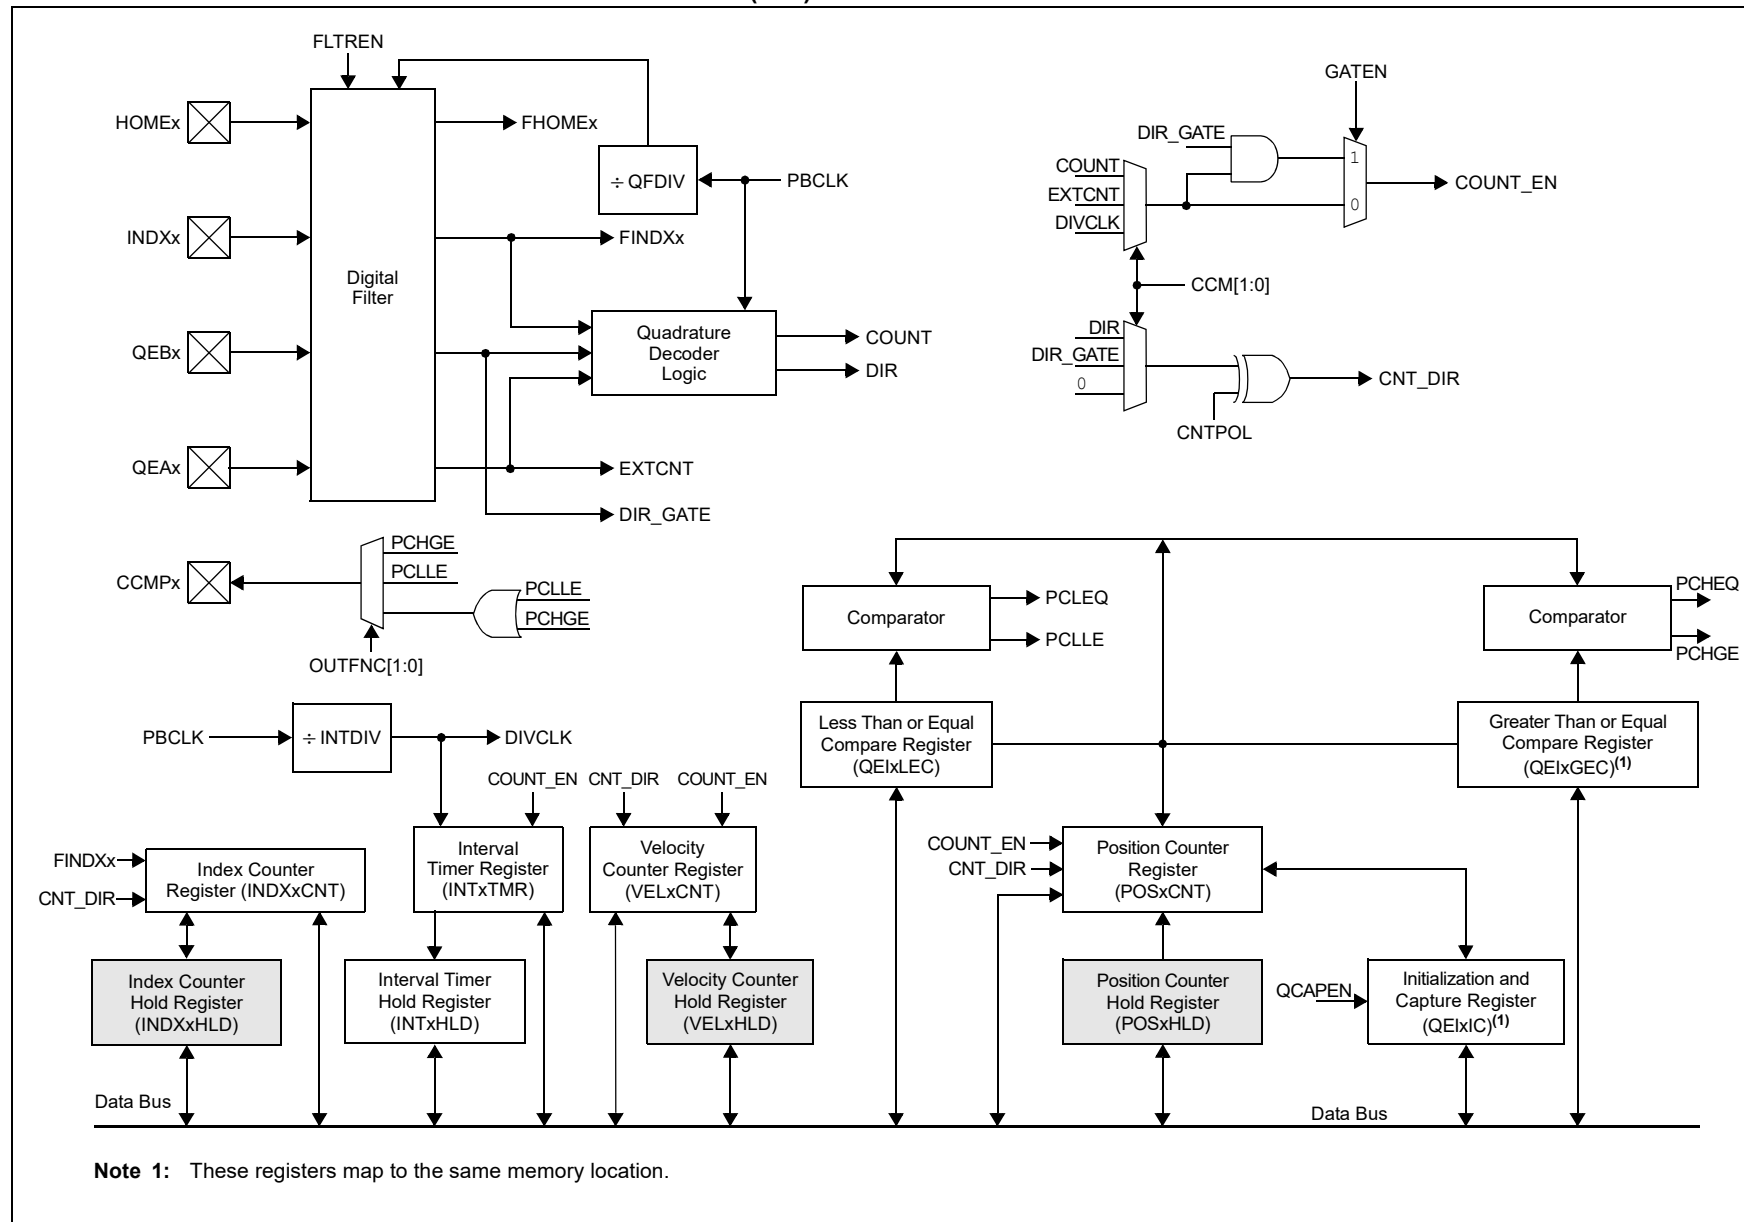 FLTREN
HOMEx
FHOMEx
÷ QFDIV
PBCLK
INDXx
FINDXx
Digital
Filter
QEBx
Quadrature
Decoder
Logic
COUNT
DIR
QEAx
EXTCNT
DIR_GATE
GATEN
DIR_GATE
COUNT
EXTCNT
DIVCLK
1
0
COUNT_EN
CCM[1:0]
DIR
DIR_GATE
0
CNT_DIR
CNTPOL
CCMPx
PCHGE
PCLLE
PCLLE
PCHGE
OUTFNC[1:0]
Comparator
PCLEQ
PCLLE
Comparator
PCHEQ
PCHGE
Less Than or Equal
Compare Register
(QEIxLEC)
Greater Than or Equal
Compare Register
(QEIxGEC)(1)
PBCLK
÷ INTDIV
DIVCLK
COUNT_EN
CNT_DIR
COUNT_EN
FINDXx
CNT_DIR
Index Counter
Register (INDXxCNT)
Interval
Timer Register
(INTxTMR)
Velocity
Counter Register
(VELxCNT)
COUNT_EN
CNT_DIR
Position Counter
Register
(POSxCNT)
Index Counter
Hold Register
(INDXxHLD)
Interval Timer
Hold Register
(INTxHLD)
Velocity Counter
Hold Register
(VELxHLD)
Position Counter
Hold Register
(POSxHLD)
QCAPEN
Initialization and
Capture Register
(QEIxIC)(1)
Data Bus
Data Bus
Note 1: These registers map to the same memory location.